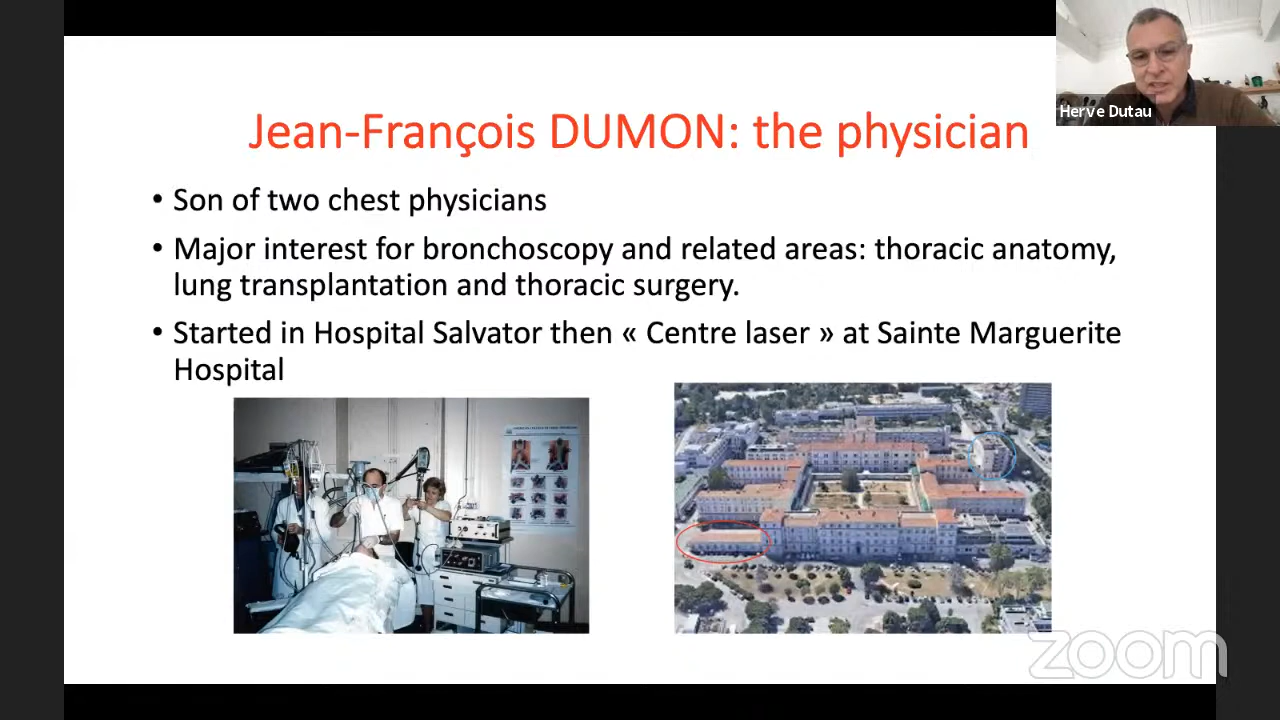 Herve Dutau
Jean-François DUMON: the physician
• Son of two chest physicians
• Major interest for bronchoscopy and related areas: thoracic anatomy,
lung transplantation and thoracic surgery.
• Started in Hospital Salvator then « Centre laser » at Sainte Marguerite
Hospital
zoom